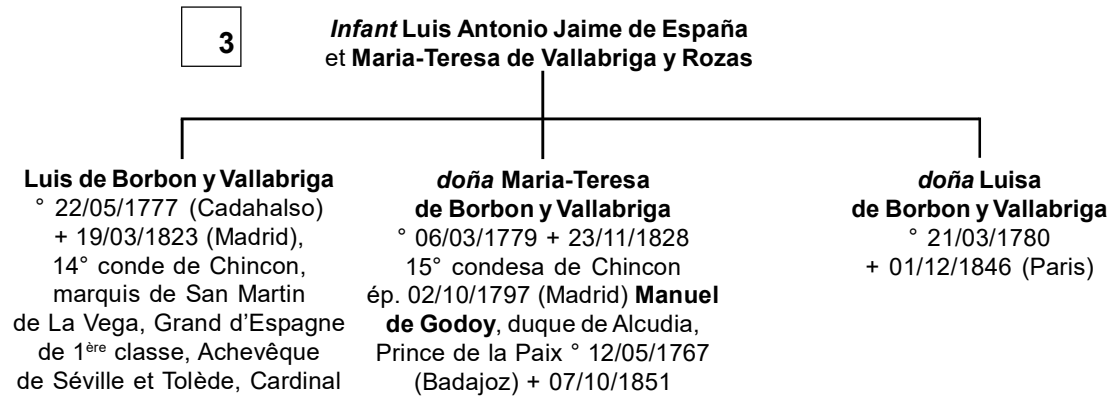 3
Infant Luis Antonio Jaime de España
et Maria-Teresa de Vallabriga y Rozas
Luis de Borbon y Vallabriga
° 22/05/1777 (Cadahalso)
+ 19/03/1823 (Madrid),
14° conde de Chincon,
marquis de San Martin
de La Vega, Grand d’Espagne
de 1ère classe, Achevêque
de Séville et Tolède, Cardinal
doña Maria-Teresa
de Borbon y Vallabriga
° 06/03/1779 + 23/11/1828
15° condesa de Chincon
ép. 02/10/1797 (Madrid) Manuel
de Godoy, duque de Alcudia,
Prince de la Paix ° 12/05/1767
(Badajoz) + 07/10/1851
doña Luisa
de Borbon y Vallabriga
° 21/03/1780
+ 01/12/1846 (Paris)